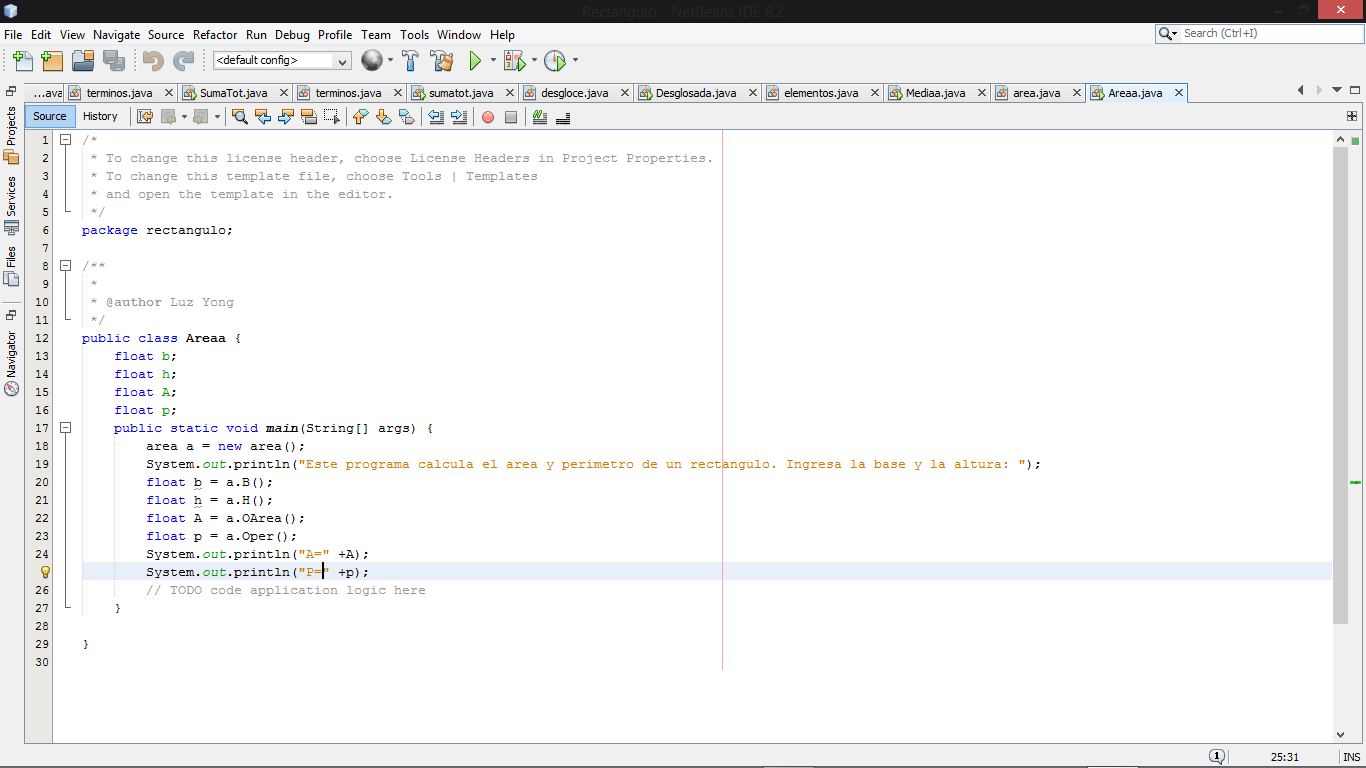 Rectangulo - NetBeans IDE 8.2
File Edit View Navigate Source Refactor Run Debug Profile Team Tools Window Help
Search (Ctrl+I)
<default config>
...ava terminos.java SumaTot.java terminos.java sumatot.java desgloce.java Desglosada.java elementos.java Mediaa.java area.java Areaa.java
Source History
Projects
Services
Files
Navigator
1 /*
2  * To change this license header, choose License Headers in Project Properties.
3  * To change this template file, choose Tools | Templates
4  * and open the template in the editor.
5  */
6 package rectangulo;
7
8 /**
9  *
10  * @author Luz Yong
11  */
12 public class Areaa {
13     float b;
14     float h;
15     float A;
16     float p;
17     public static void main(String[] args) {
18         area a = new area();
19         System.out.println("Este programa calcula el area y perimetro de un rectangulo. Ingresa la base y la altura: ");
20         float b = a.B();
21         float h = a.H();
22         float A = a.OArea();
23         float p = a.Oper();
24         System.out.println("A=" +A);
        System.out.println("P=" +p);
26         // TODO code application logic here
27     }
28
29 }
30
1 25:31 INS